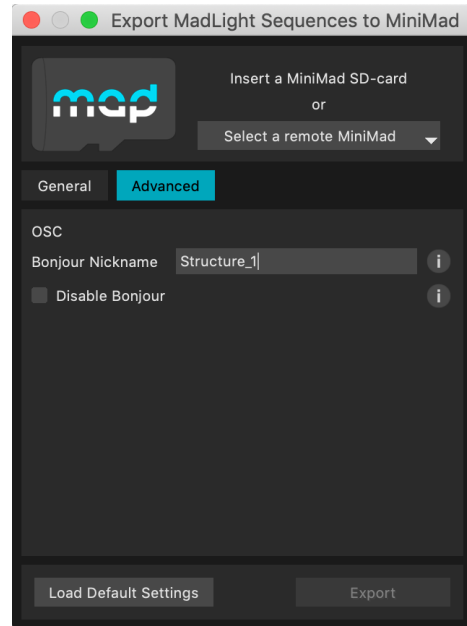 Export MadLight Sequences to MiniMad
mad
Insert a MiniMad SD-card
or
Select a remote MiniMad
General
Advanced
OSC
Bonjour Nickname
Structure_1
i
Disable Bonjour
i
Load Default Settings
Export